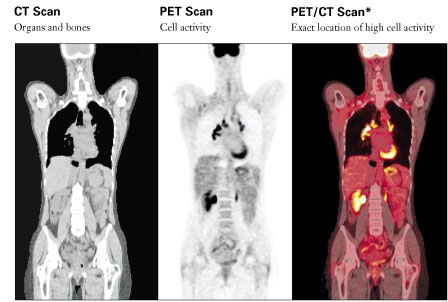 CT Scan
Organs and bones
PET Scan
Cell activity
PET/CT Scan*
Exact location of high cell activity